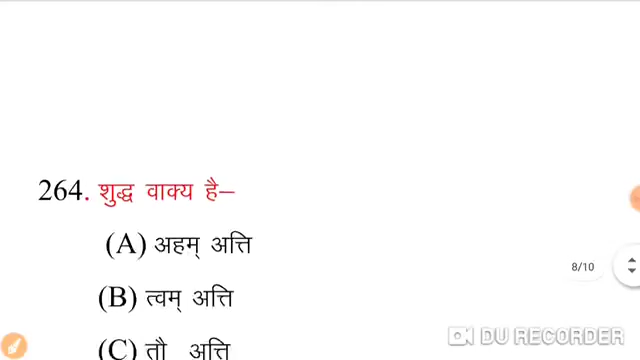 264. शुद्ध वाक्य है–
(A) अहम् अत्ति
(B) त्वम् अत्ति
(C) तौ अत्ति
8/10
DU RECORDER